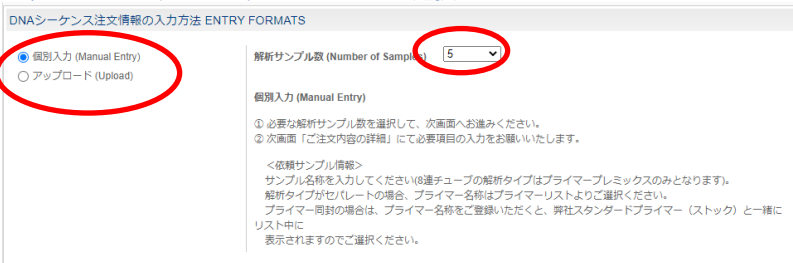 DNAシーケンス注文情報の入力方法 ENTRY FORMATS
個別入力 (Manual Entry)
アップロード (Upload)
解析サンプル数 (Number of Samples) 5
個別入力 (Manual Entry)
① 必要な解析サンプル数を選択して、次画面へお進みください。
② 次画面「ご注文内容の詳細」にて必要項目の入力をお願いいたします。
＜依頼サンプル情報＞
サンプル名称を入力してください(8連チューブの解析タイプはプライマープレミックスのみとなります)。
解析タイプがセパレートの場合、プライマー名称はプライマーリストよりご選択ください。
プライマー同封の場合は、プライマー名称をご登録いただくと、弊社スタンダードプライマー（ストック）と一緒に
リスト中に
表示されますのでご選択ください。